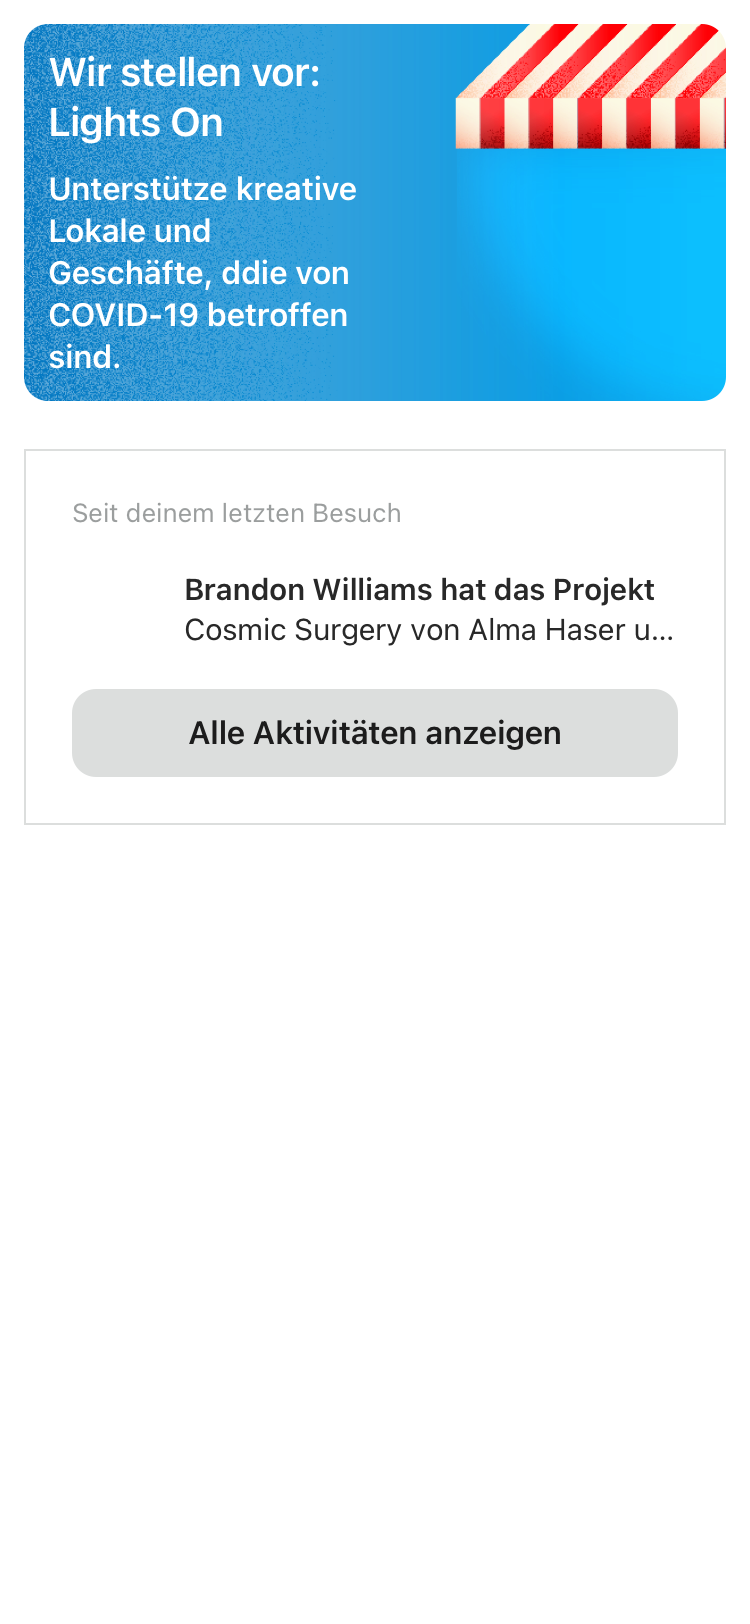 Wir stellen vor:
Lights On
Unterstütze kreative
Lokale und
Geschäfte, ddie von
COVID-19 betroffen
sind.
Seit deinem letzten Besuch
Brandon Williams hat das Projekt
Cosmic Surgery von Alma Haser u...
Alle Aktivitäten anzeigen